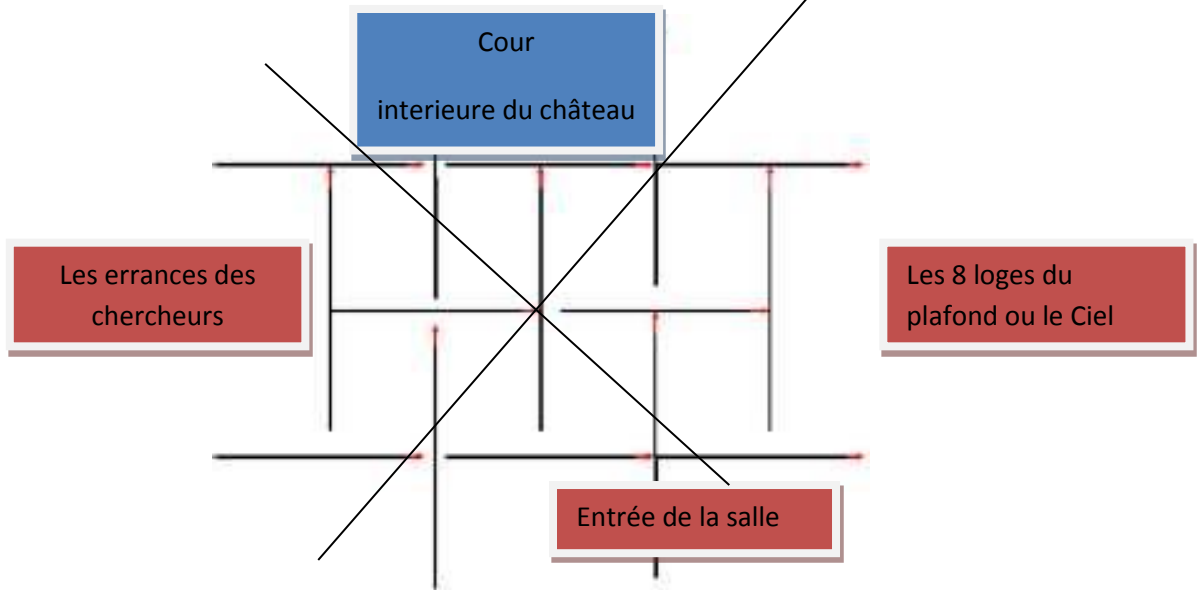 Cour
interieure du château
Les errances des
chercheurs
Les 8 loges du
plafond ou le Ciel
Entrée de la salle